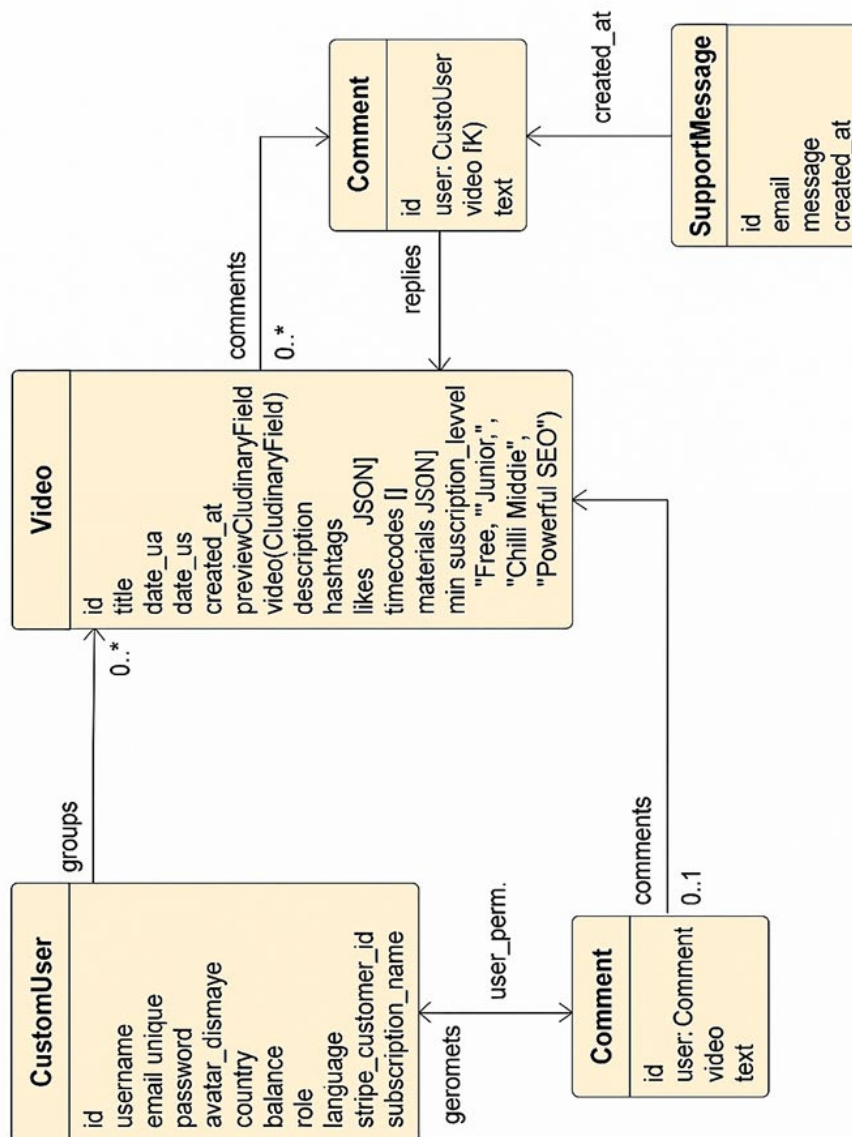 CustomUser
id
username
email unique
password
avatar_dismaye
country
balance
role
language
stripe_customer_id
subscription_name
groups
0..*
Video
id
title
date_ua
date_us
created_at
previewCludinaryField
video(CludinaryField)
description
hashtags
likes JSON]
timecodes []
materials JSON]
min suscription_levvel
"Free, "'Junior,",
"Chilli Middie",
"Powerful SEO")
comments
0..*
Comment
id
user: CustoUser
video fK)
text
replies
created_at
SupportMessage
id
email
message
created_at
geromets
user_perm.
Comment
id
user: Comment
video
text
comments
0..1